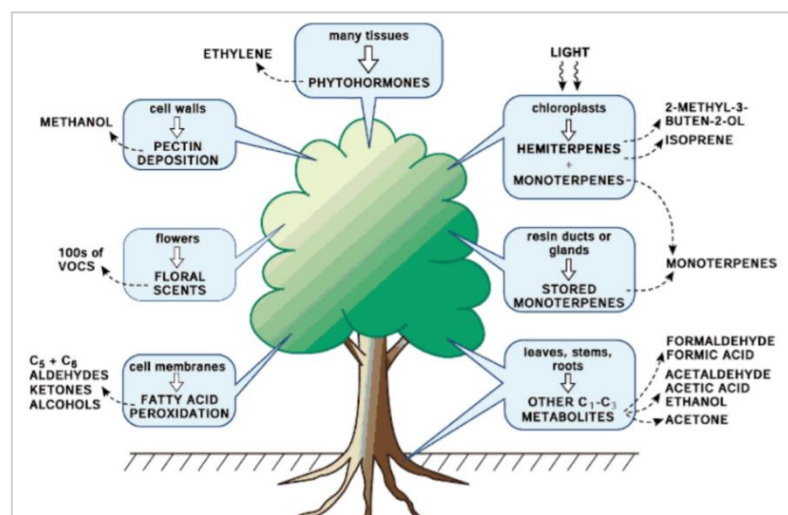 many tissues
PHYTOHORMONES
ETHYLENE
LIGHT
cell walls
PECTIN
DEPOSITION
METHANOL
chloroplasts
HEMITERPENES
+
MONOTERPENES
2-METHYL-3-
BUTEN-2-OL
ISOPRENE
flowers
FLORAL
SCENTS
100s of
VOCS
resin ducts or
glands
STORED
MONOTERPENES
MONOTERPENES
cell membranes
FATTY ACID
PEROXIDATION
C₅ + C₆
ALDEHYDES
KETONES
ALCOHOLS
leaves, stems,
roots
OTHER C₁-C₃
METABOLITES
FORMALDEHYDE
FORMIC ACID
ACETALDEHYDE
ACETIC ACID
ETHANOL
ACETONE